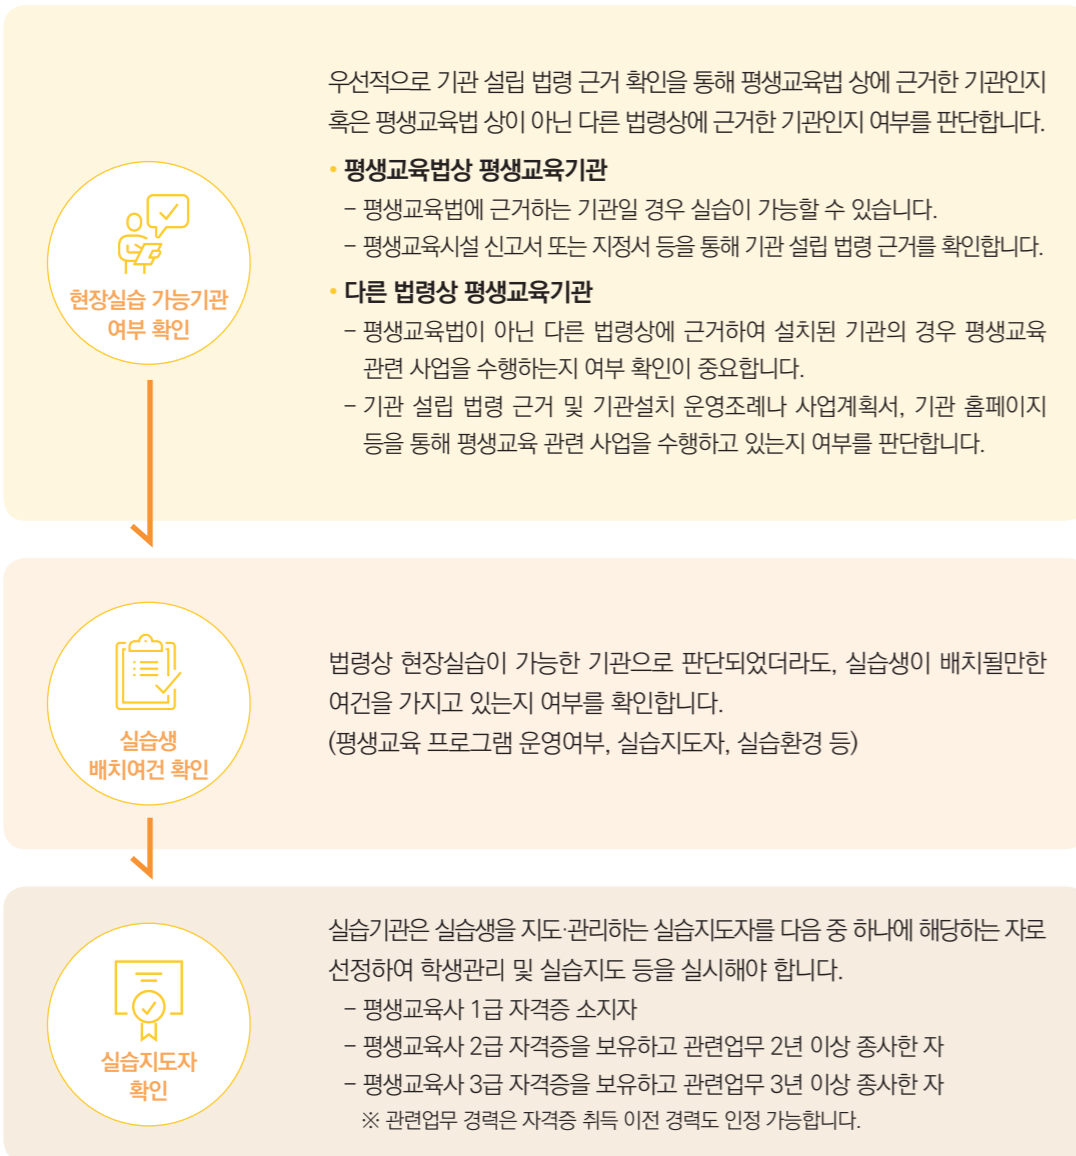 우선적으로 기관 설립 법령 근거 확인을 통해 평생교육법 상에 근거한 기관인지
혹은 평생교육법 상이 아닌 다른 법령상에 근거한 기관인지 여부를 판단합니다.
현장실습 가능기관
여부 확인
• 평생교육법상 평생교육기관
– 평생교육법에 근거하는 기관일 경우 실습이 가능할 수 있습니다.
– 평생교육시설 신고서 또는 지정서 등을 통해 기관 설립 법령 근거를 확인합니다.
• 다른 법령상 평생교육기관
– 평생교육법이 아닌 다른 법령상에 근거하여 설치된 기관의 경우 평생교육
관련 사업을 수행하는지 여부 확인이 중요합니다.
– 기관 설립 법령 근거 및 기관설치 운영조례나 사업계획서, 기관 홈페이지
등을 통해 평생교육 관련 사업을 수행하고 있는지 여부를 판단합니다.
실습생
배치여건 확인
법령상 현장실습이 가능한 기관으로 판단되었더라도, 실습생이 배치될만한
여건을 가지고 있는지 여부를 확인합니다.
(평생교육 프로그램 운영여부, 실습지도자, 실습환경 등)
실습지도자
확인
실습기관은 실습생을 지도·관리하는 실습지도자를 다음 중 하나에 해당하는 자로
선정하여 학생관리 및 실습지도 등을 실시해야 합니다.
– 평생교육사 1급 자격증 소지자
– 평생교육사 2급 자격증을 보유하고 관련업무 2년 이상 종사한 자
– 평생교육사 3급 자격증을 보유하고 관련업무 3년 이상 종사한 자
※ 관련업무 경력은 자격증 취득 이전 경력도 인정 가능합니다.